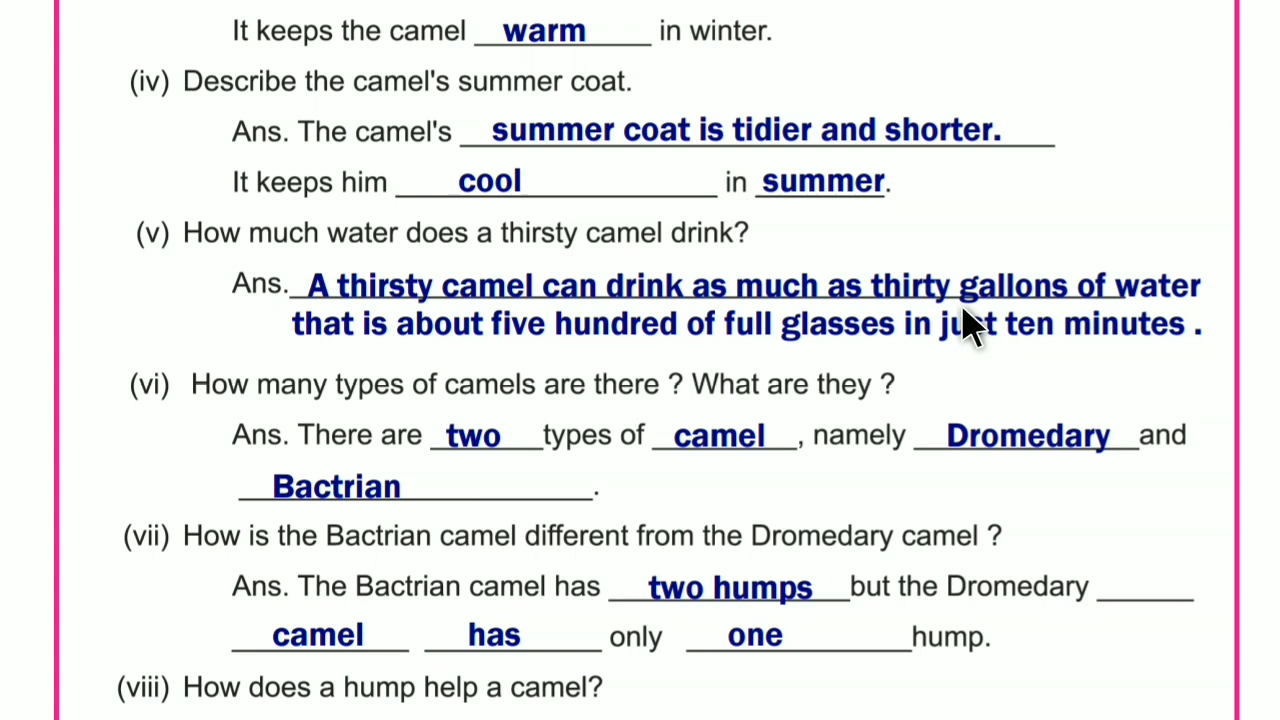 It keeps the camel warm in winter.
(iv) Describe the camel's summer coat.
Ans. The camel's summer coat is tidier and shorter.
It keeps him cool in summer.
(v) How much water does a thirsty camel drink?
Ans. A thirsty camel can drink as much as thirty gallons of water
that is about five hundred of full glasses in just ten minutes .
(vi) How many types of camels are there ? What are they ?
Ans. There are two types of camel , namely Dromedary and
Bactrian .
(vii) How is the Bactrian camel different from the Dromedary camel ?
Ans. The Bactrian camel has two humps but the Dromedary
camel has only one hump.
(viii) How does a hump help a camel?